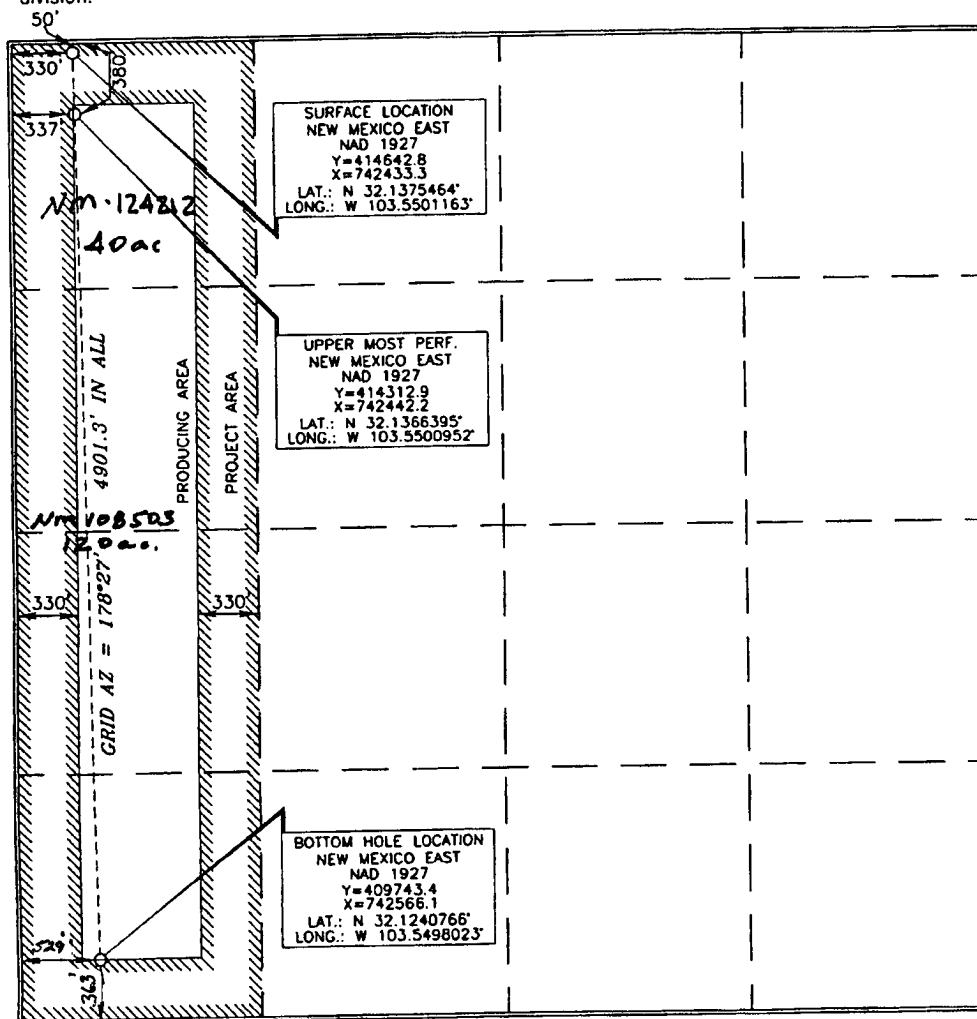 division.
50'
330'
380'
337'
SURFACE LOCATION
NEW MEXICO EAST
NAD 1927
Y=414642.8
X=742433.3
LAT.: N 32.1375464°
LONG.: W 103.5501163°
Nm-124212
40ac
UPPER MOST PERF.
NEW MEXICO EAST
NAD 1927
Y=414312.9
X=742442.2
LAT.: N 32.1366395°
LONG.: W 103.5500952°
4901.3' IN ALL
PRODUCING AREA
PROJECT AREA
Nm 108503
120ac.
GRID AZ = 178°27'
330'
330'
BOTTOM HOLE LOCATION
NEW MEXICO EAST
NAD 1927
Y=409743.4
X=742566.1
LAT.: N 32.1240766°
LONG.: W 103.5498023°
529'
363'